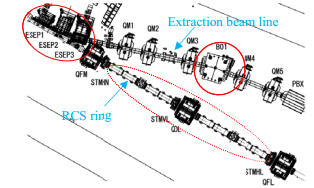 Extraction beam line
ESEP1
ESEP2
ESEP3
QM1
QM2
QM3
BO1
QM4
QM5
PBX
QFM
STMHN
RCS ring
STMVL
QDL
STMHL
QFL